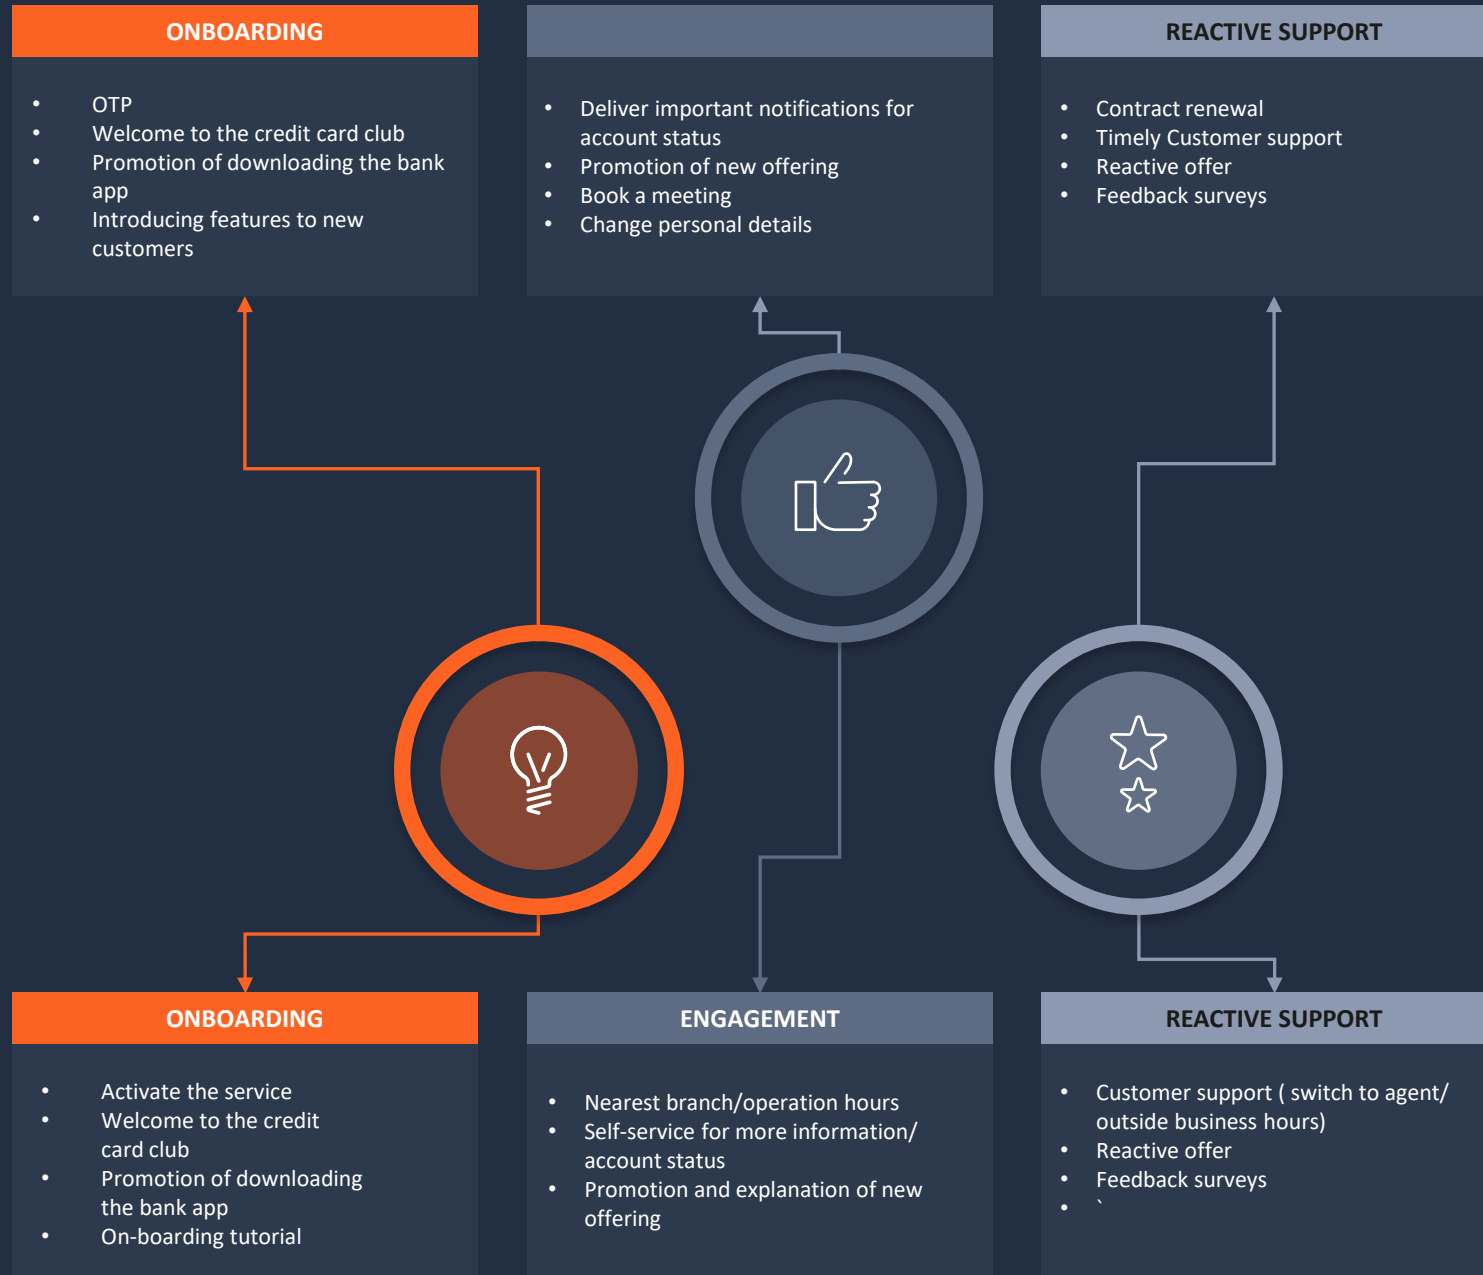 ONBOARDING
• OTP
• Welcome to the credit card club
• Promotion of downloading the bank
app
• Introducing features to new
customers
• Deliver important notifications for
account status
• Promotion of new offering
• Book a meeting
• Change personal details
REACTIVE SUPPORT
• Contract renewal
• Timely Customer support
• Reactive offer
• Feedback surveys
ONBOARDING
• Activate the service
• Welcome to the credit
card club
• Promotion of downloading
the bank app
• On-boarding tutorial
ENGAGEMENT
• Nearest branch/operation hours
• Self-service for more information/
account status
• Promotion and explanation of new
offering
REACTIVE SUPPORT
• Customer support ( switch to agent/
outside business hours)
• Reactive offer
• Feedback surveys
• `